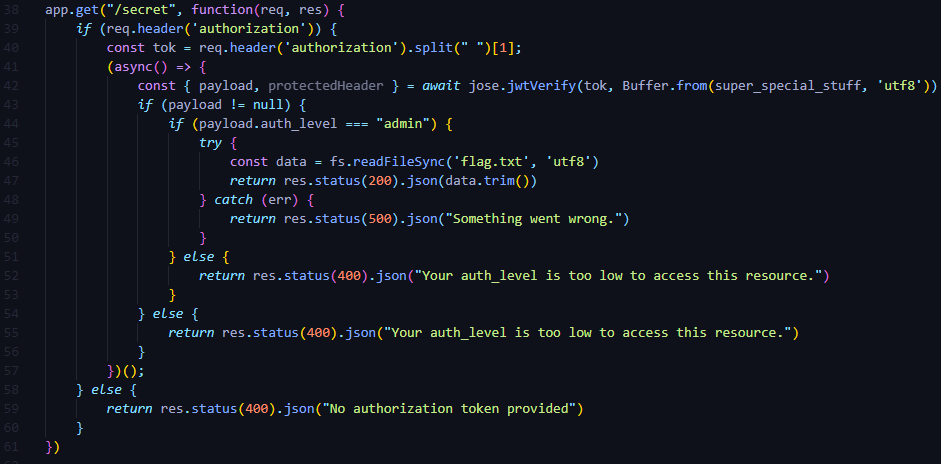 38 app.get("/secret", function(req, res) {
39 if (req.header('authorization')) {
40 const tok = req.header('authorization').split(" ")[1];
41 (async() => {
42 const { payload, protectedHeader } = await jose.jwtVerify(tok, Buffer.from(super_special_stuff, 'utf8'))
43 if (payload != null) {
44 if (payload.auth_level === "admin") {
45 try {
46 const data = fs.readFileSync('flag.txt', 'utf8')
47 return res.status(200).json(data.trim())
48 } catch (err) {
49 return res.status(500).json("Something went wrong.")
50 }
51 } else {
52 return res.status(400).json("Your auth_level is too low to access this resource.")
53 }
54 } else {
55 return res.status(400).json("Your auth_level is too low to access this resource.")
56 }
57 })();
58 } else {
59 return res.status(400).json("No authorization token provided")
60 }
61 })